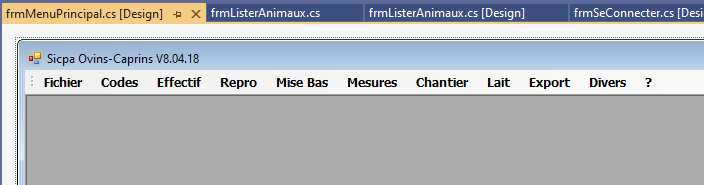 frmMenuPrincipal.cs [Design] frmListerAnimaux.cs frmListerAnimaux.cs [Design] frmSeConnecter.cs [Desi
Sicpa Ovins-Caprins V8.04.18
Fichier Codes Effectif Repro Mise Bas Mesures Chantier Lait Export Divers ?